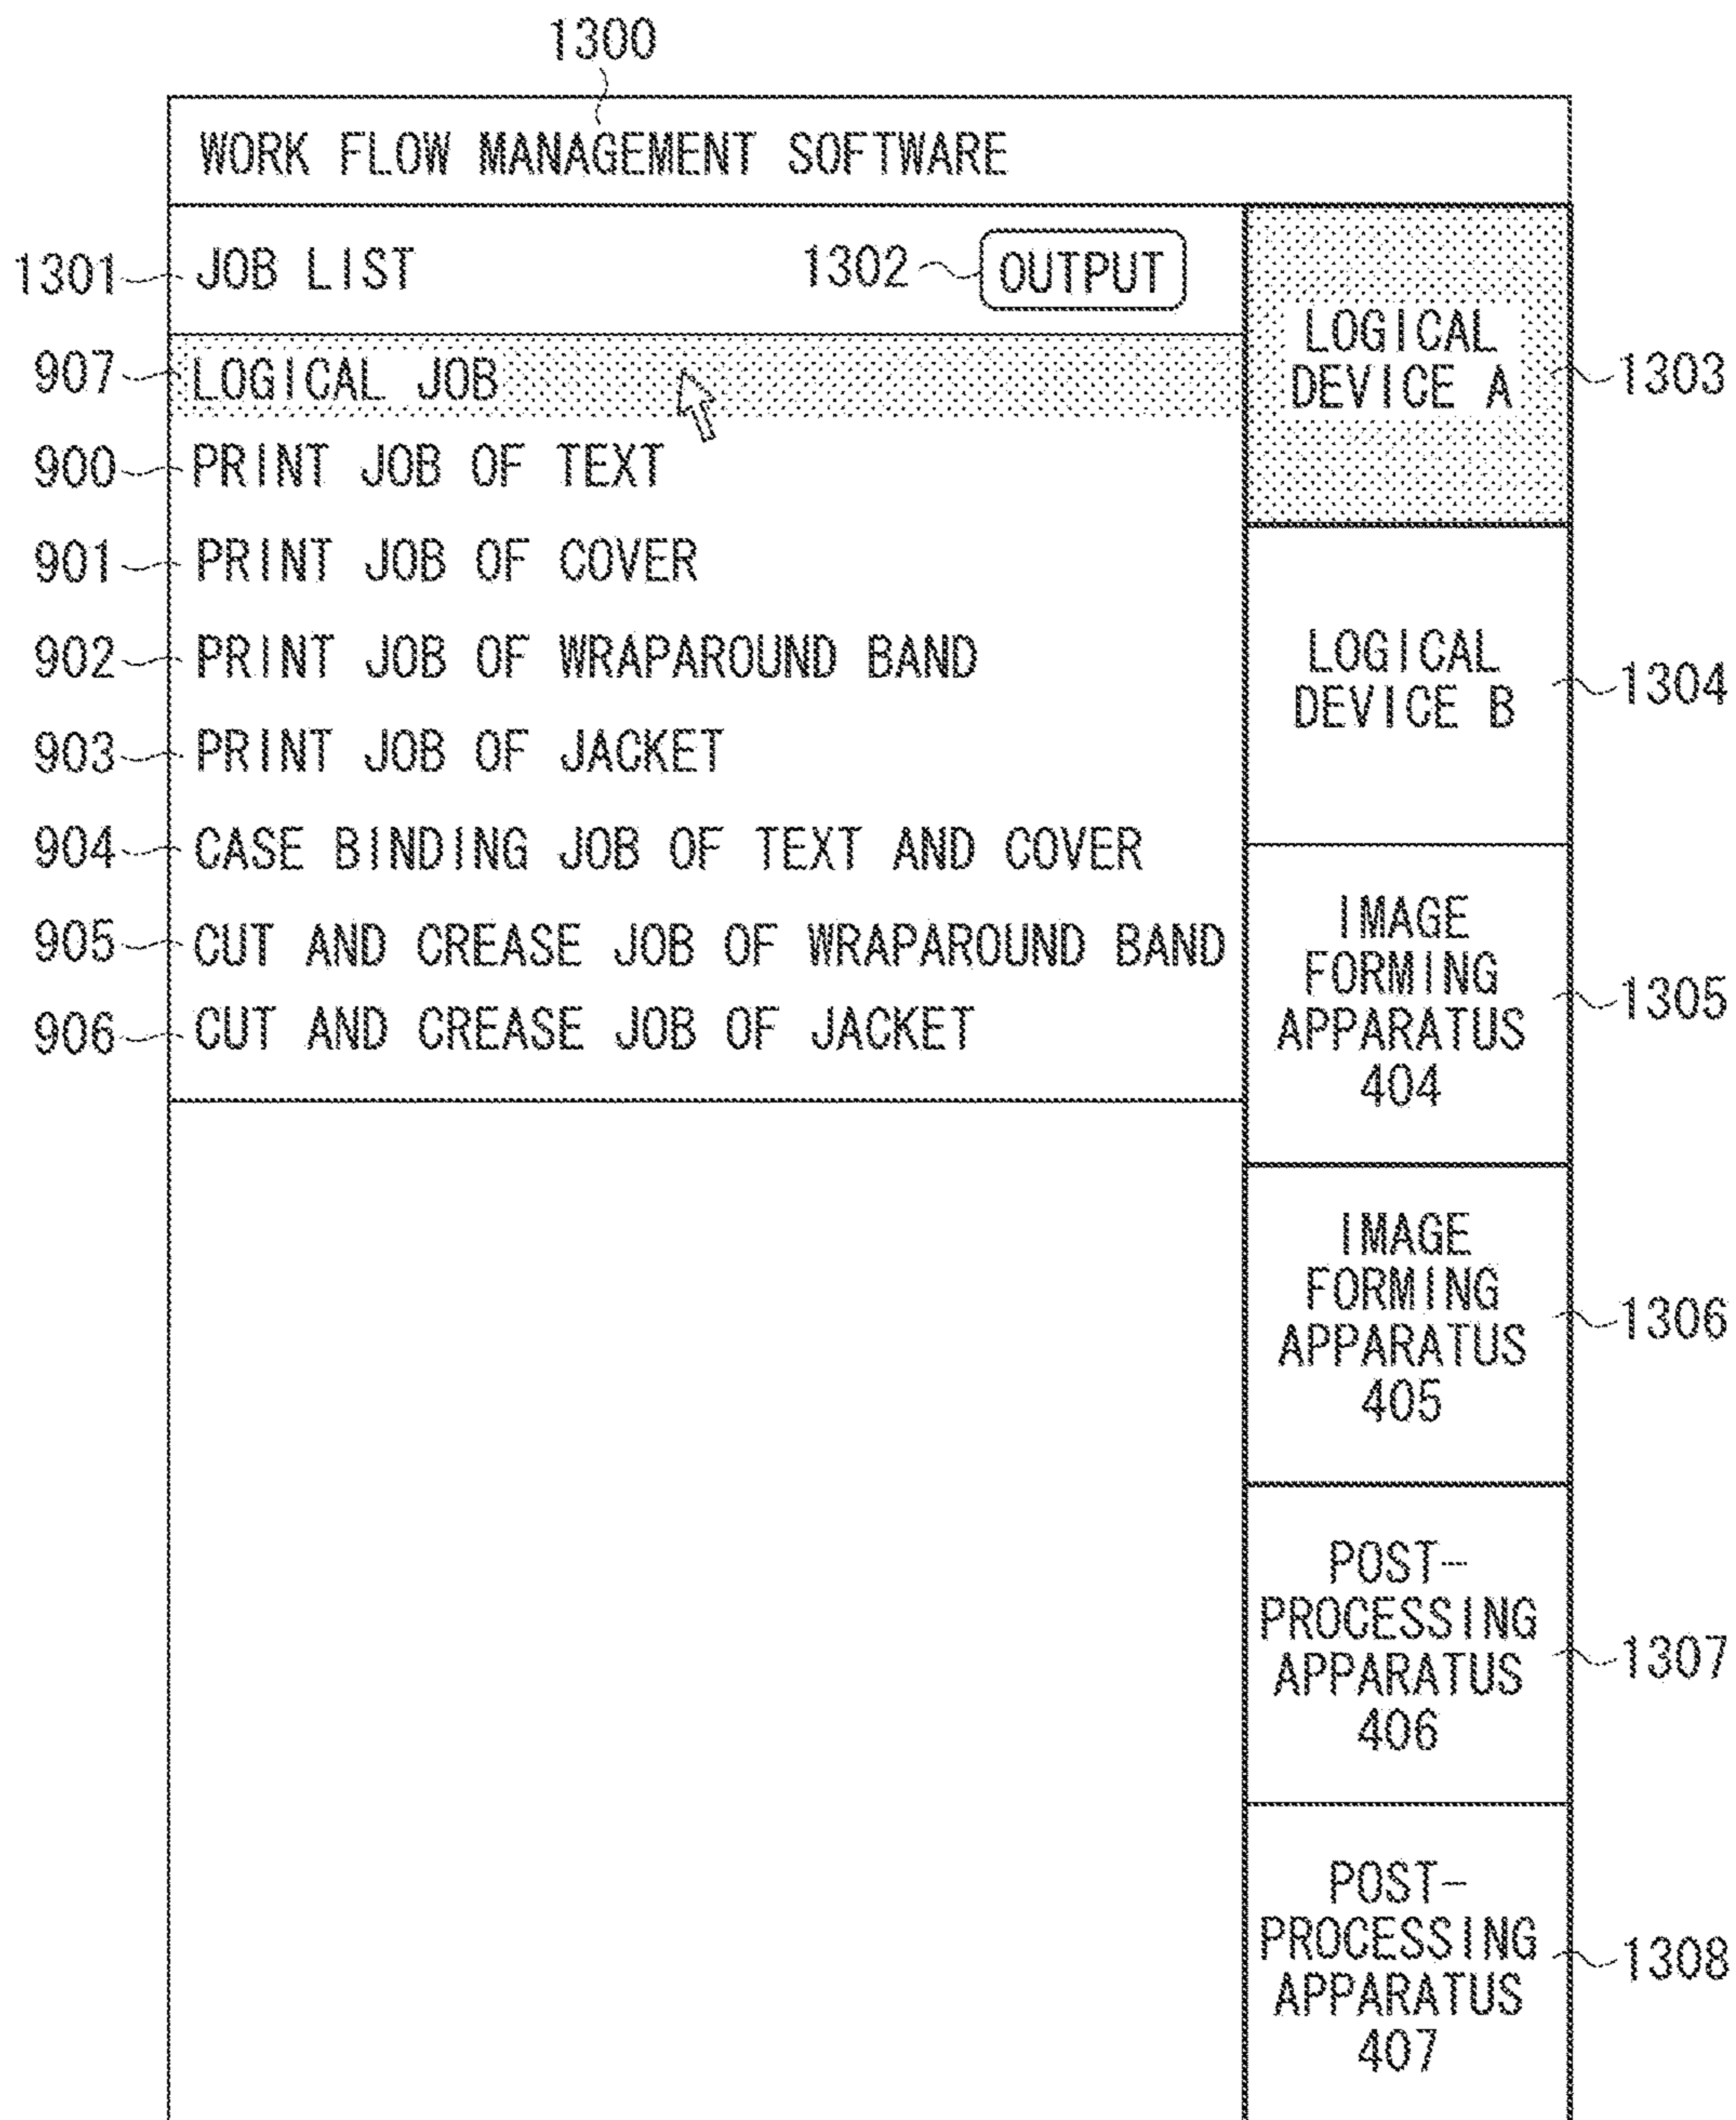 1300
WORK FLOW MANAGEMENT SOFTWARE
1301 JOB LIST
1302 OUTPUT
907 LOGICAL JOB
900 PRINT JOB OF TEXT
901 PRINT JOB OF COVER
902 PRINT JOB OF WRAPAROUND BAND
903 PRINT JOB OF JACKET
904 CASE BINDING JOB OF TEXT AND COVER
905 CUT AND CREASE JOB OF WRAPAROUND BAND
906 CUT AND CREASE JOB OF JACKET
LOGICAL
DEVICE A
1303
LOGICAL
DEVICE B
1304
IMAGE
FORMING
APPARATUS
404
1305
IMAGE
FORMING
APPARATUS
405
1306
POST-
PROCESSING
APPARATUS
406
1307
POST-
PROCESSING
APPARATUS
407
1308